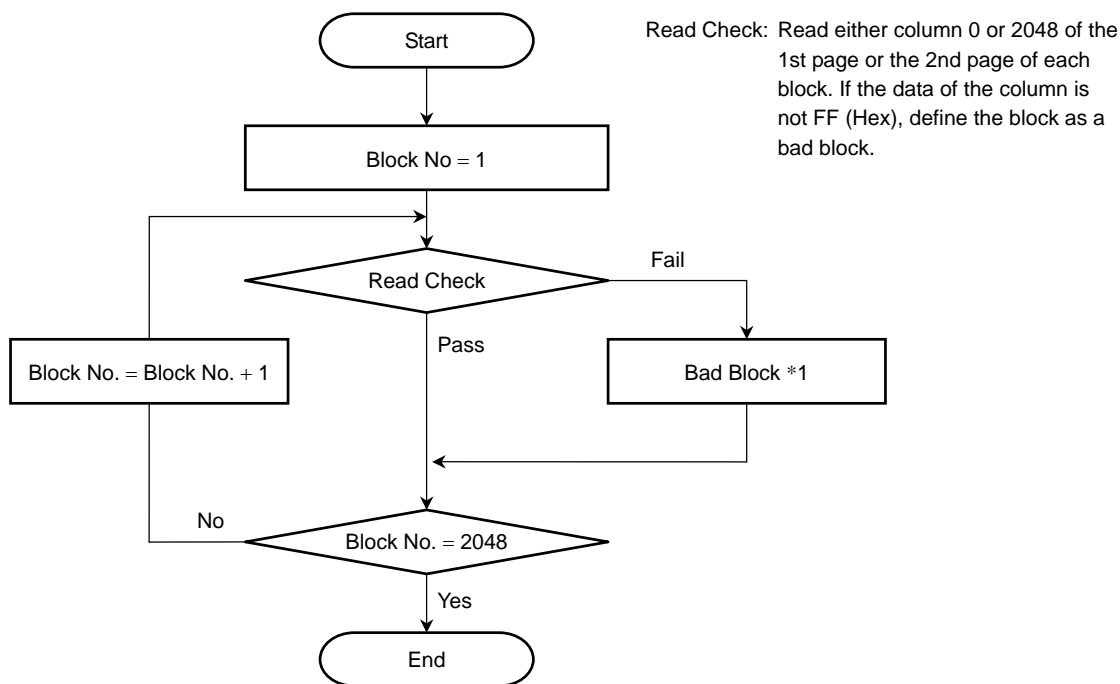 Start
Read Check: Read either column 0 or 2048 of the
1st page or the 2nd page of each
block. If the data of the column is
not FF (Hex), define the block as a
bad block.
Block No = 1
Read Check
Fail
Pass
Block No. = Block No. + 1
Bad Block *1
No
Block No. = 2048
Yes
End